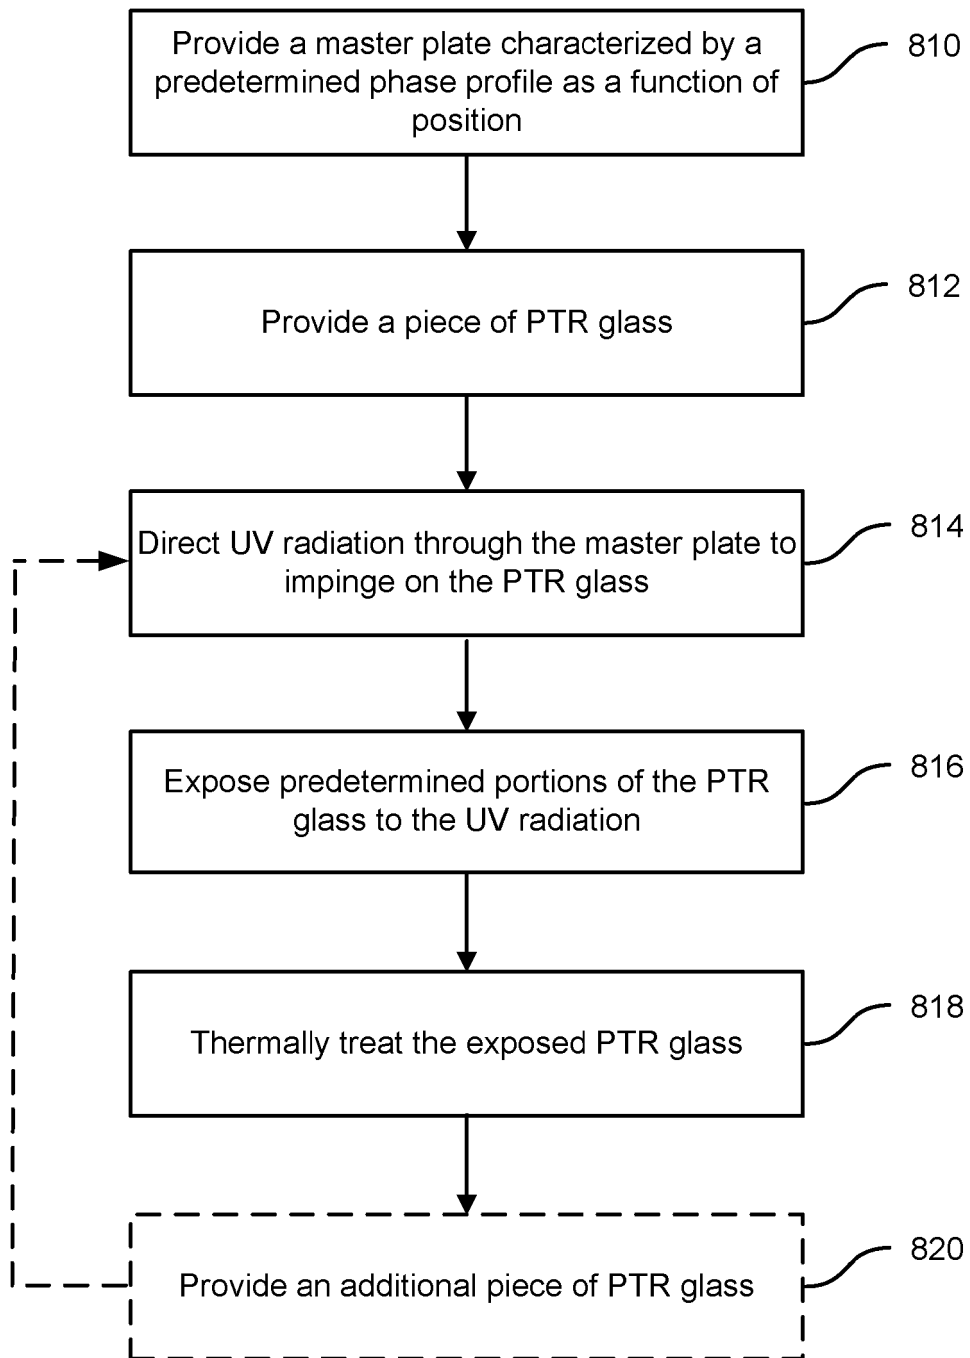 Provide a master plate characterized by a
predetermined phase profile as a function of
position
810
Provide a piece of PTR glass
812
Direct UV radiation through the master plate to
impinge on the PTR glass
814
Expose predetermined portions of the PTR
glass to the UV radiation
816
Thermally treat the exposed PTR glass
818
Provide an additional piece of PTR glass
820